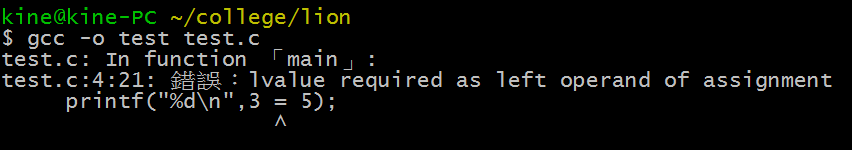 kine@kine-PC ~/college/lion
$ gcc -o test test.c
test.c: In function 「main」:
test.c:4:21: 錯誤：lvalue required as left operand of assignment
printf("%d\n",3 = 5);
^